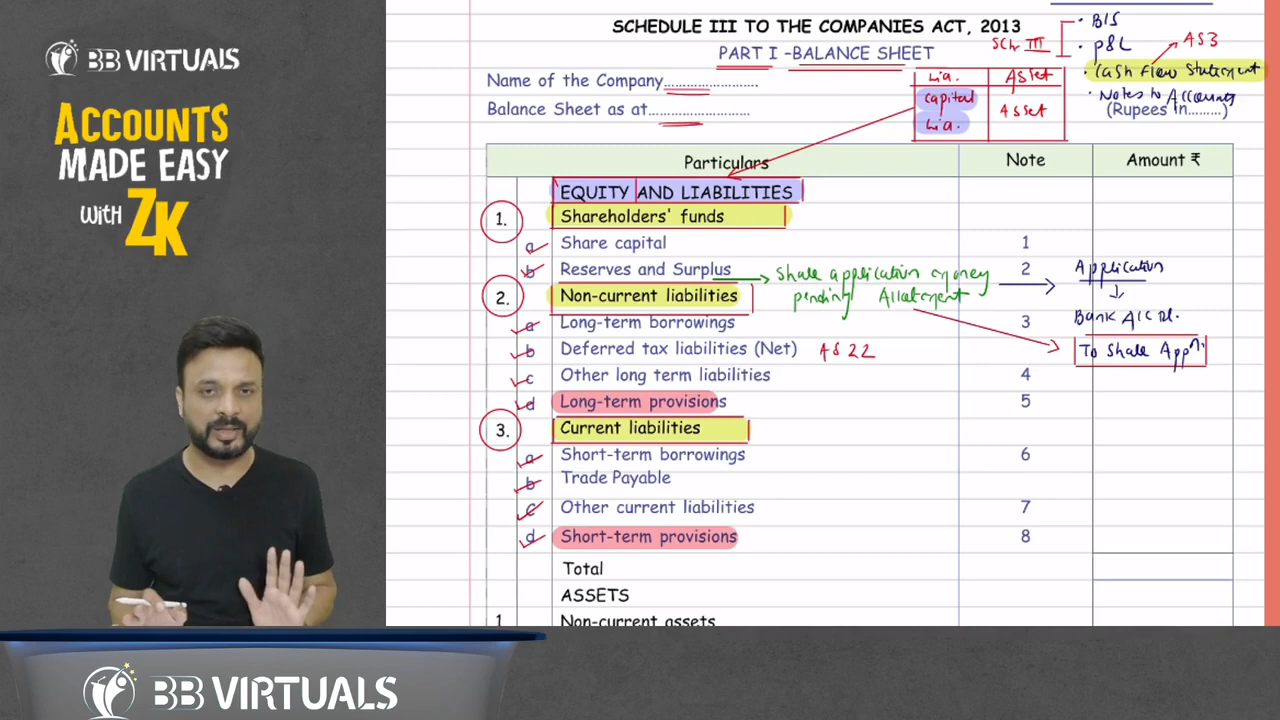 BB VIRTUALS
ACCOUNTS
MADE EASY
WITH ZK
SCHEDULE III TO THE COMPANIES ACT, 2013
PART I -BALANCE SHEET
Name of the Company....................
Balance Sheet as at........................
(Rupees in.........)
Sch III
• B/S
• P&L
• Cash Flow Statement
• Notes to Accounts
AS3
Lia. Asset
Capital Asset
Lia.
Particulars Note Amount ₹
EQUITY AND LIABILITIES
1. Shareholders' funds
a Share capital 1
b Reserves and Surplus 2
Share application money
pending Allotment
Application
↓
Bank A/c Dr.
To Share Appn.
2. Non-current liabilities
a Long-term borrowings 3
b Deferred tax liabilities (Net) AS 22
c Other long term liabilities 4
d Long-term provisions 5
3. Current liabilities
a Short-term borrowings 6
b Trade Payable
c Other current liabilities 7
d Short-term provisions 8
Total
ASSETS
1 Non-current assets
BB VIRTUALS